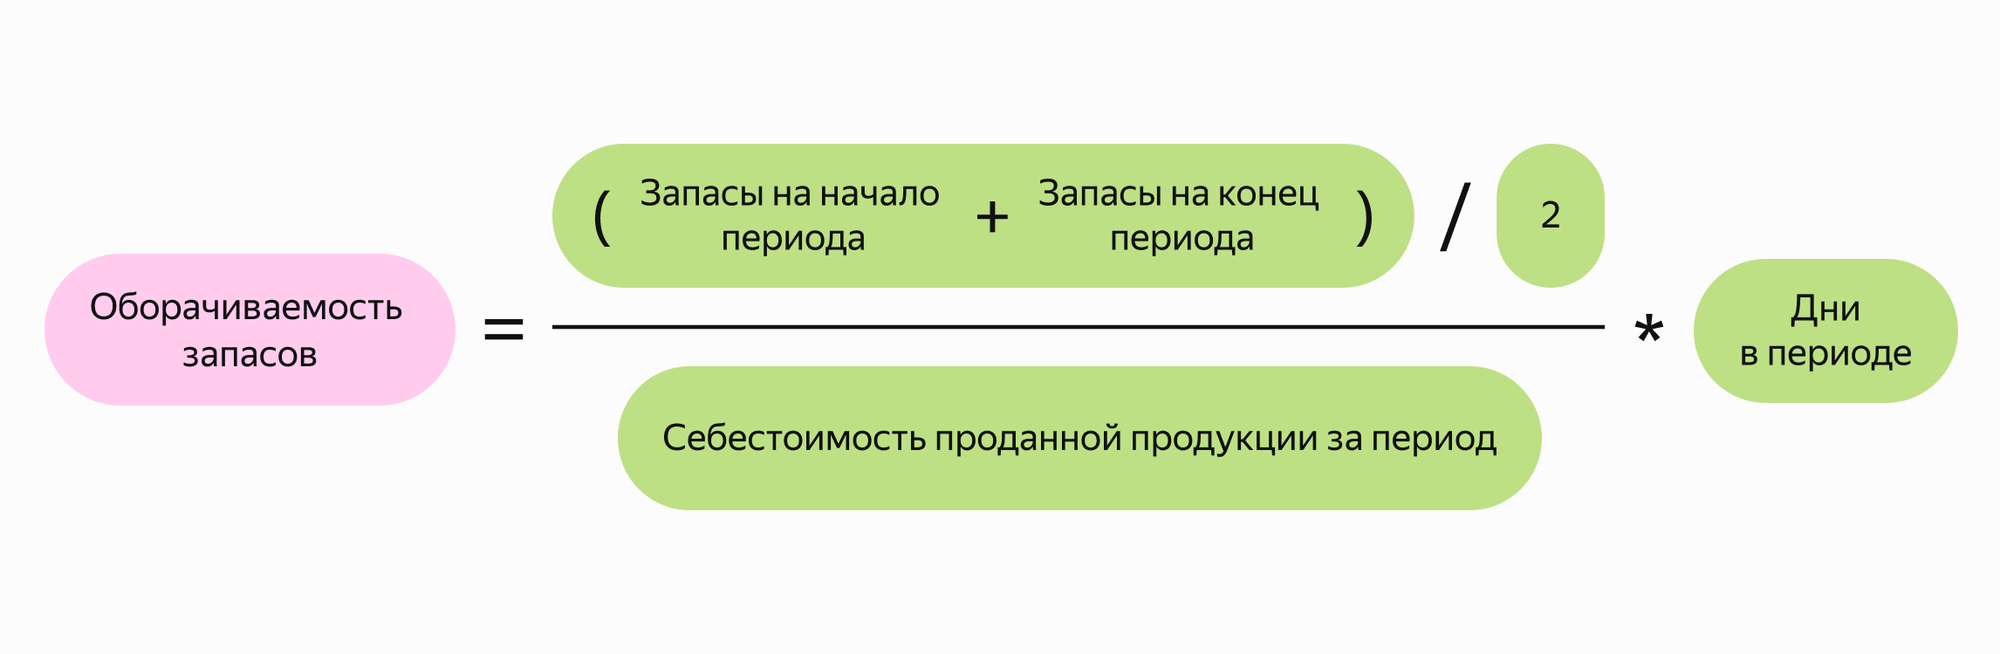 Оборачиваемость
запасов
=
( Запасы на начало
периода
+
Запасы на конец
периода )
/
2
Себестоимость проданной продукции за период
*
Дни
в периоде